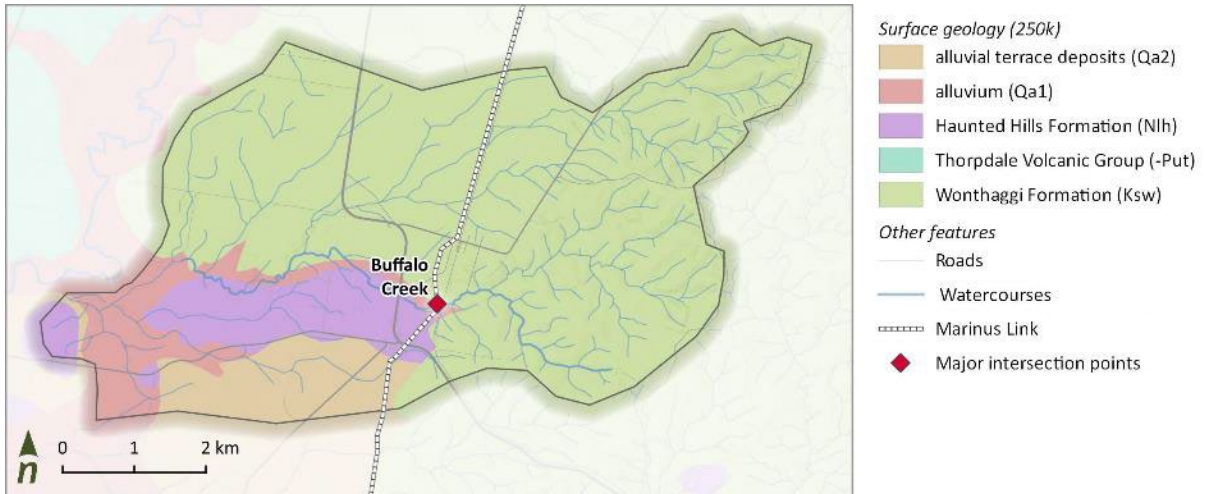 Surface geology (250k)
alluvial terrace deposits (Qa2)
alluvium (Qa1)
Haunted Hills Formation (Nlh)
Thorpdale Volcanic Group (-Put)
Wonthaggi Formation (Ksw)
Other features
Roads
Watercourses
Marinus Link
Major intersection points
Buffalo
Creek
0 1 2 km
n